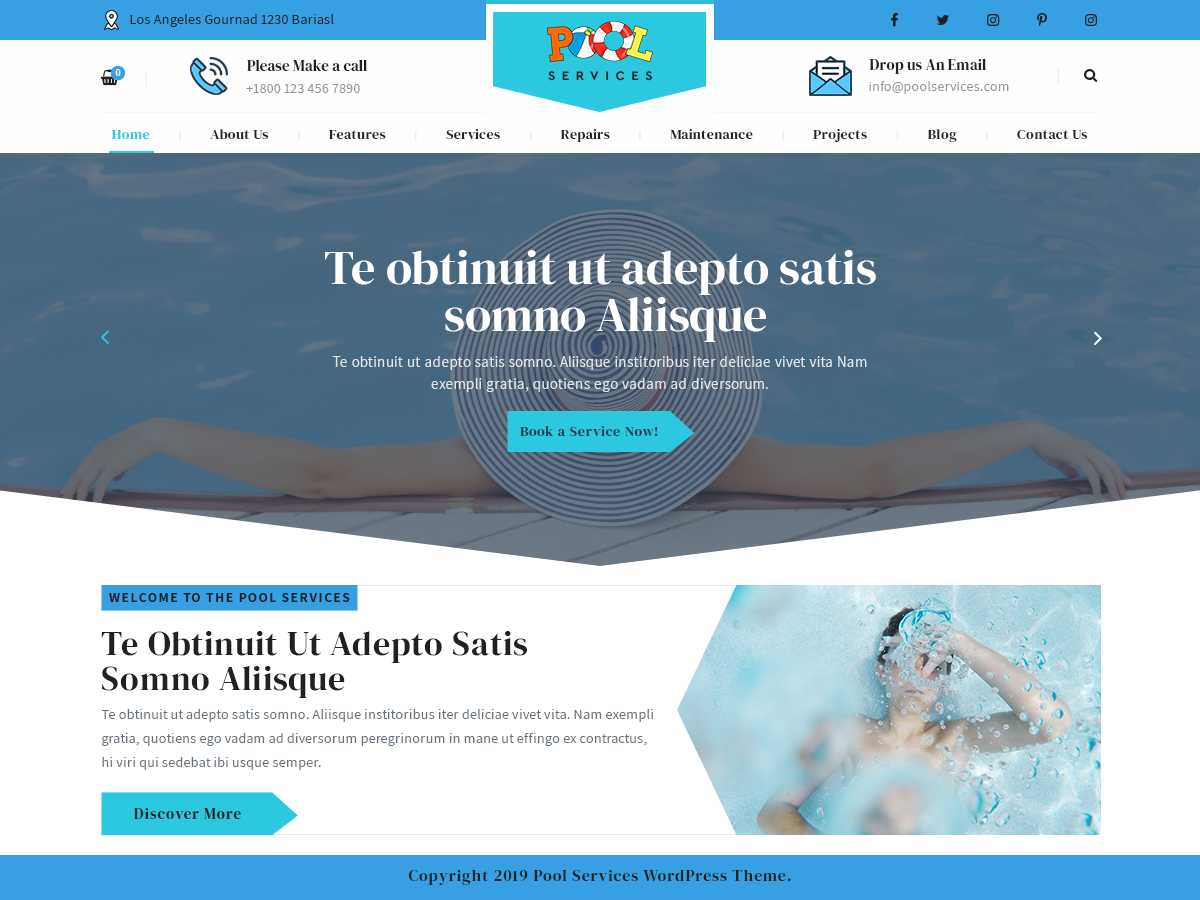 Los Angeles Gournad 1230 Bariasl
POOL
SERVICES
0
Please Make a call
+1800 123 456 7890
Drop us An Email
info@poolservices.com
Home
About Us
Features
Services
Repairs
Maintenance
Projects
Blog
Contact Us
Te obtinuit ut adepto satis
somno Aliisque
Te obtinuit ut adepto satis somno. Aliisque institoribus iter deliciae vivet vita Nam
exempli gratia, quotiens ego vadam ad diversorum.
Book a Service Now!
WELCOME TO THE POOL SERVICES
Te Obtinuit Ut Adepto Satis
Somno Aliisque
Te obtinuit ut adepto satis somno. Aliisque institoribus iter deliciae vivet vita. Nam exempli
gratia, quotiens ego vadam ad diversorum peregrinorum in mane ut effingo ex contractus,
hi viri qui sedebat ibi usque semper.
Discover More
Copyright 2019 Pool Services WordPress Theme.